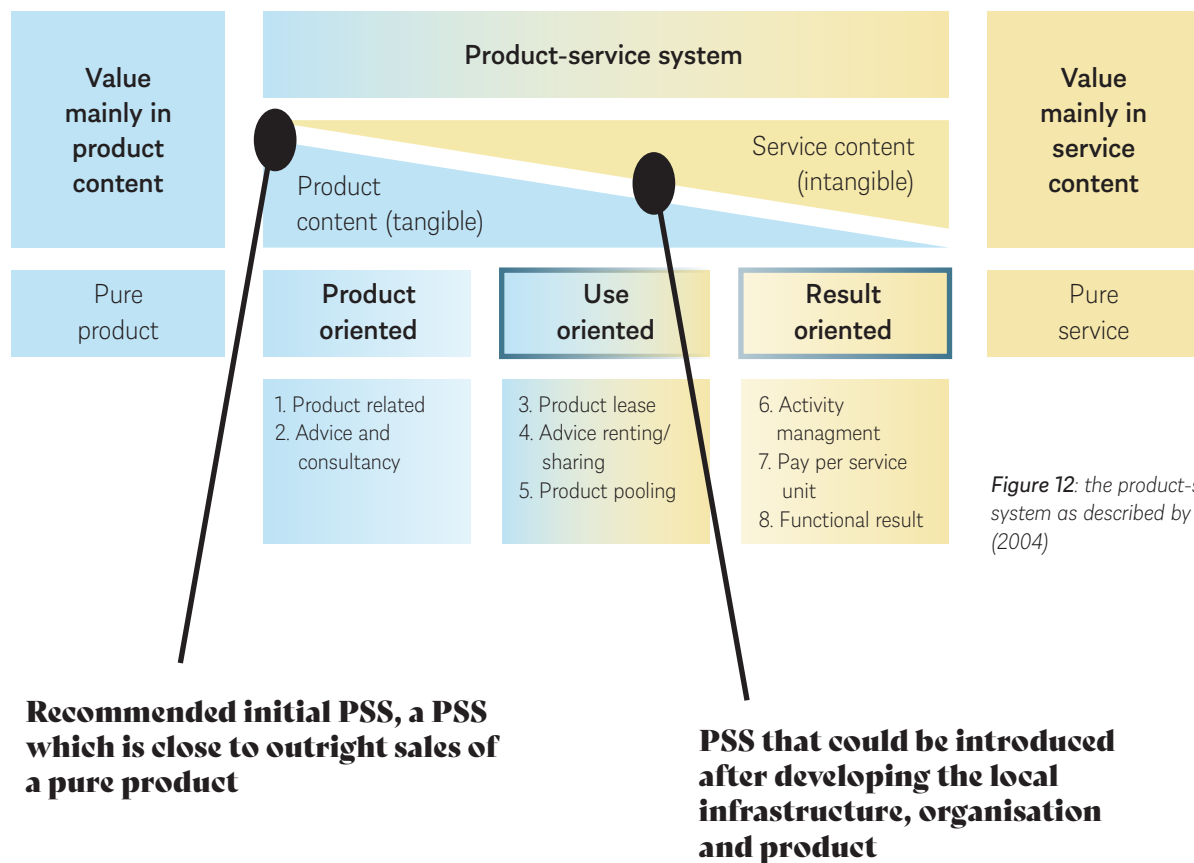 Value
mainly in
product
content
Product-service system
Value
mainly in
service
content
Service content
(intangible)
Product
content (tangible)
Pure
product
Product
oriented
Use
oriented
Result
oriented
Pure
service
1. Product related
2. Advice and
consultancy
3. Product lease
4. Advice renting/
sharing
5. Product pooling
6. Activity
managment
7. Pay per service
unit
8. Functional result
Figure 12: the product-s
system as described by
(2004)
Recommended initial PSS, a PSS
which is close to outright sales of
a pure product
PSS that could be introduced
after developing the local
infrastructure, organisation
and product